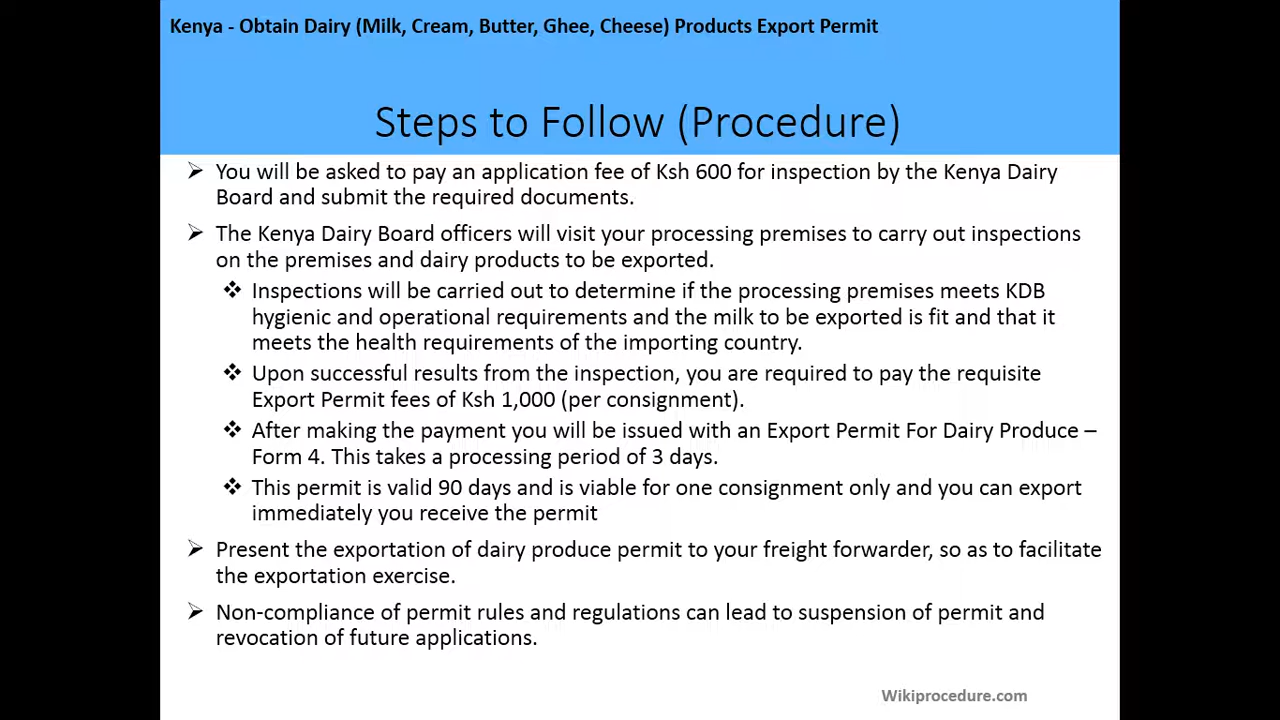 Kenya - Obtain Dairy (Milk, Cream, Butter, Ghee, Cheese) Products Export Permit
Steps to Follow (Procedure)
➢ You will be asked to pay an application fee of Ksh 600 for inspection by the Kenya Dairy
Board and submit the required documents.
➢ The Kenya Dairy Board officers will visit your processing premises to carry out inspections
on the premises and dairy products to be exported.
❖ Inspections will be carried out to determine if the processing premises meets KDB
hygienic and operational requirements and the milk to be exported is fit and that it
meets the health requirements of the importing country.
❖ Upon successful results from the inspection, you are required to pay the requisite
Export Permit fees of Ksh 1,000 (per consignment).
❖ After making the payment you will be issued with an Export Permit For Dairy Produce –
Form 4. This takes a processing period of 3 days.
❖ This permit is valid 90 days and is viable for one consignment only and you can export
immediately you receive the permit
➢ Present the exportation of dairy produce permit to your freight forwarder, so as to facilitate
the exportation exercise.
➢ Non-compliance of permit rules and regulations can lead to suspension of permit and
revocation of future applications.
Wikiprocedure.com